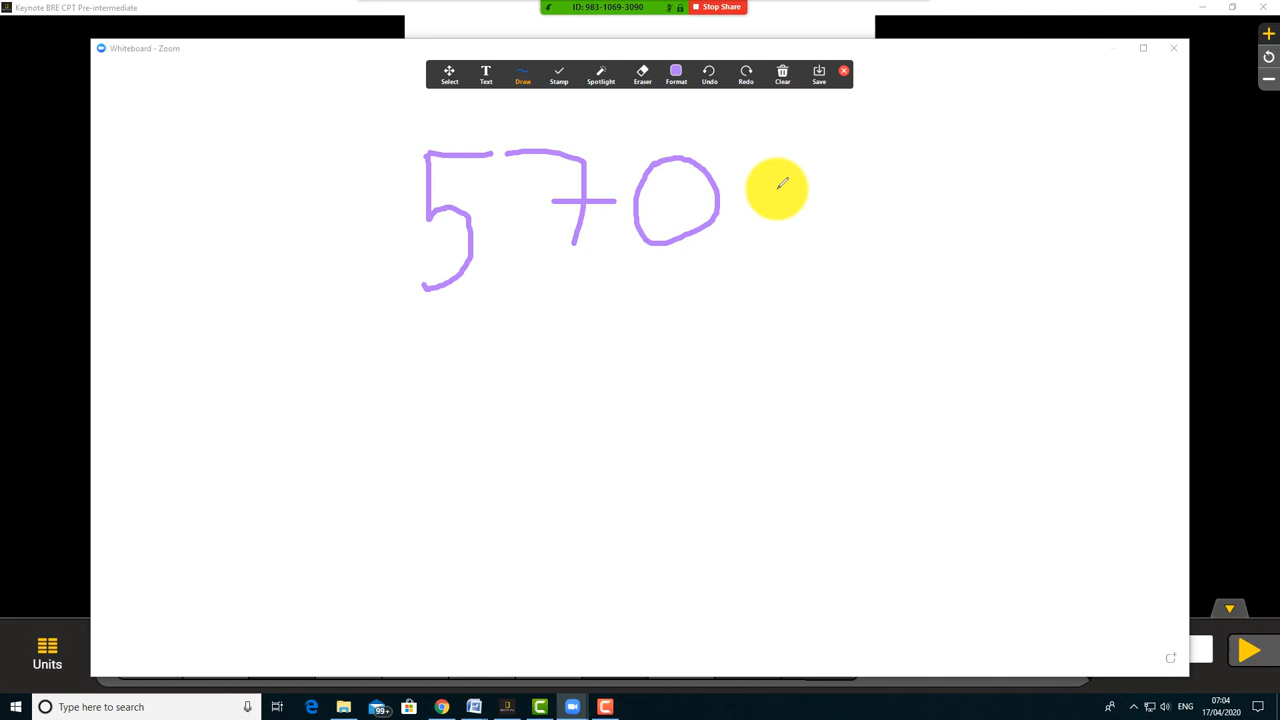 Keynote BRE CPT Pre-intermediate
ID: 983-1069-3090
Stop Share
Whiteboard - Zoom
Select
Text
Draw
Stamp
Spotlight
Eraser
Format
Undo
Redo
Clear
Save
570
Units
Type here to search
99+
ENG
07:04
17/04/2020